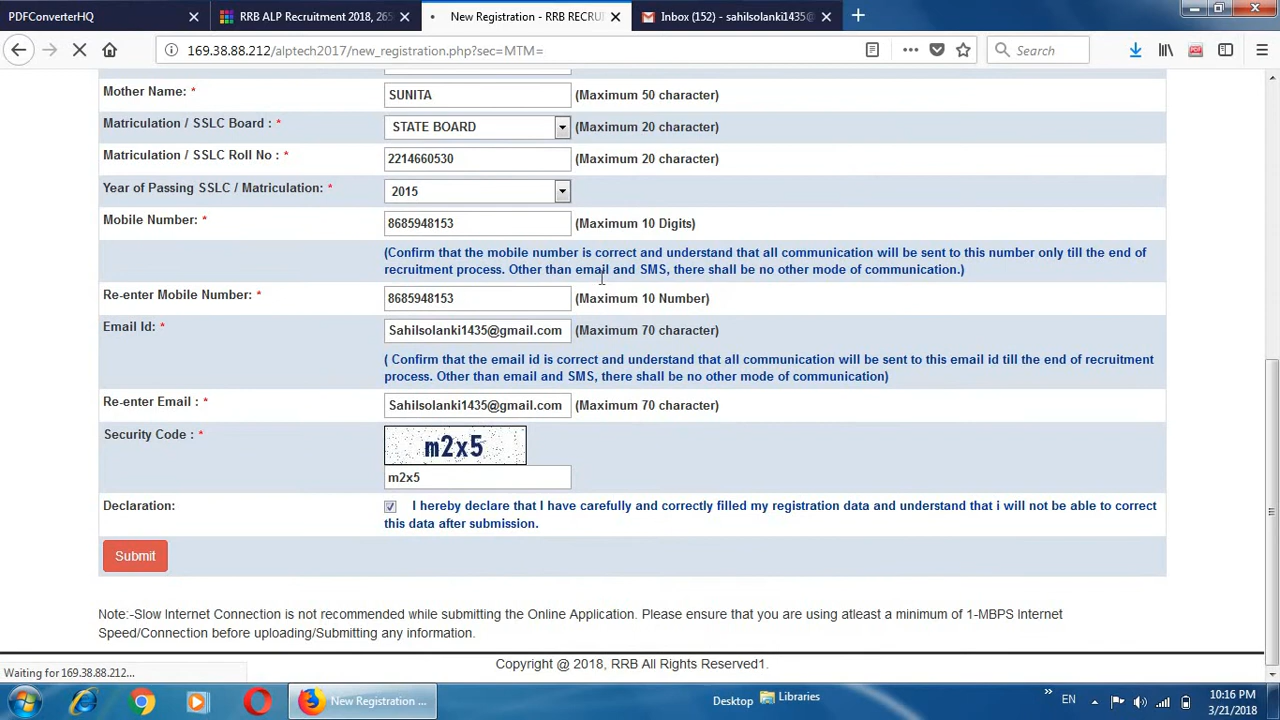 PDFConverterHQ
RRB ALP Recruitment 2018, 265
New Registration - RRB RECRU
Inbox (152) - sahilsolanki1435@
169.38.88.212/alptech2017/new_registration.php?sec=MTM=
Search
Mother Name: * SUNITA (Maximum 50 character)
Matriculation / SSLC Board : * STATE BOARD (Maximum 20 character)
Matriculation / SSLC Roll No : * 2214660530 (Maximum 20 character)
Year of Passing SSLC / Matriculation: * 2015
Mobile Number: * 8685948153 (Maximum 10 Digits)
(Confirm that the mobile number is correct and understand that all communication will be sent to this number only till the end of
recruitment process. Other than email and SMS, there shall be no other mode of communication.)
Re-enter Mobile Number: * 8685948153 (Maximum 10 Number)
Email Id: * Sahilsolanki1435@gmail.com (Maximum 70 character)
( Confirm that the email id is correct and understand that all communication will be sent to this email id till the end of recruitment
process. Other than email and SMS, there shall be no other mode of communication)
Re-enter Email : * Sahilsolanki1435@gmail.com (Maximum 70 character)
Security Code : * m2x5
m2x5
Declaration: I hereby declare that I have carefully and correctly filled my registration data and understand that i will not be able to correct
this data after submission.
Submit
Note:-Slow Internet Connection is not recommended while submitting the Online Application. Please ensure that you are using atleast a minimum of 1-MBPS Internet
Speed/Connection before uploading/Submitting any information.
Copyright @ 2018, RRB All Rights Reserved1.
Waiting for 169.38.88.212...
New Registration ...
Desktop
Libraries
EN
10:16 PM
3/21/2018